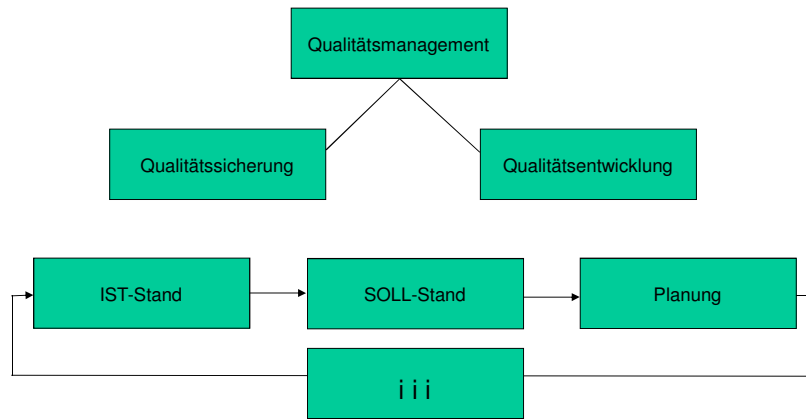 Qualitätsmanagement
Qualitätssicherung
Qualitätsentwicklung
IST-Stand
SOLL-Stand
Planung
i i i